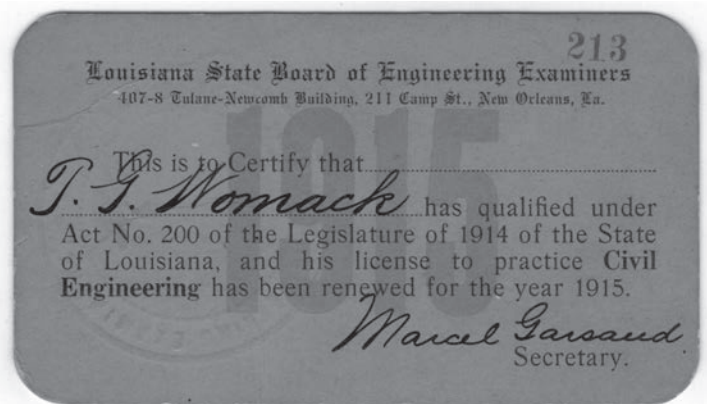 213
Louisiana State Board of Engineering Examiners
407-8 Tulane-Newcomb Building, 211 Camp St., New Orleans, La.
1915
This is to Certify that
T. G. Womack has qualified under
Act No. 200 of the Legislature of 1914 of the State
of Louisiana, and his license to practice Civil
Engineering has been renewed for the year 1915.
Marcel Garsaud
Secretary.